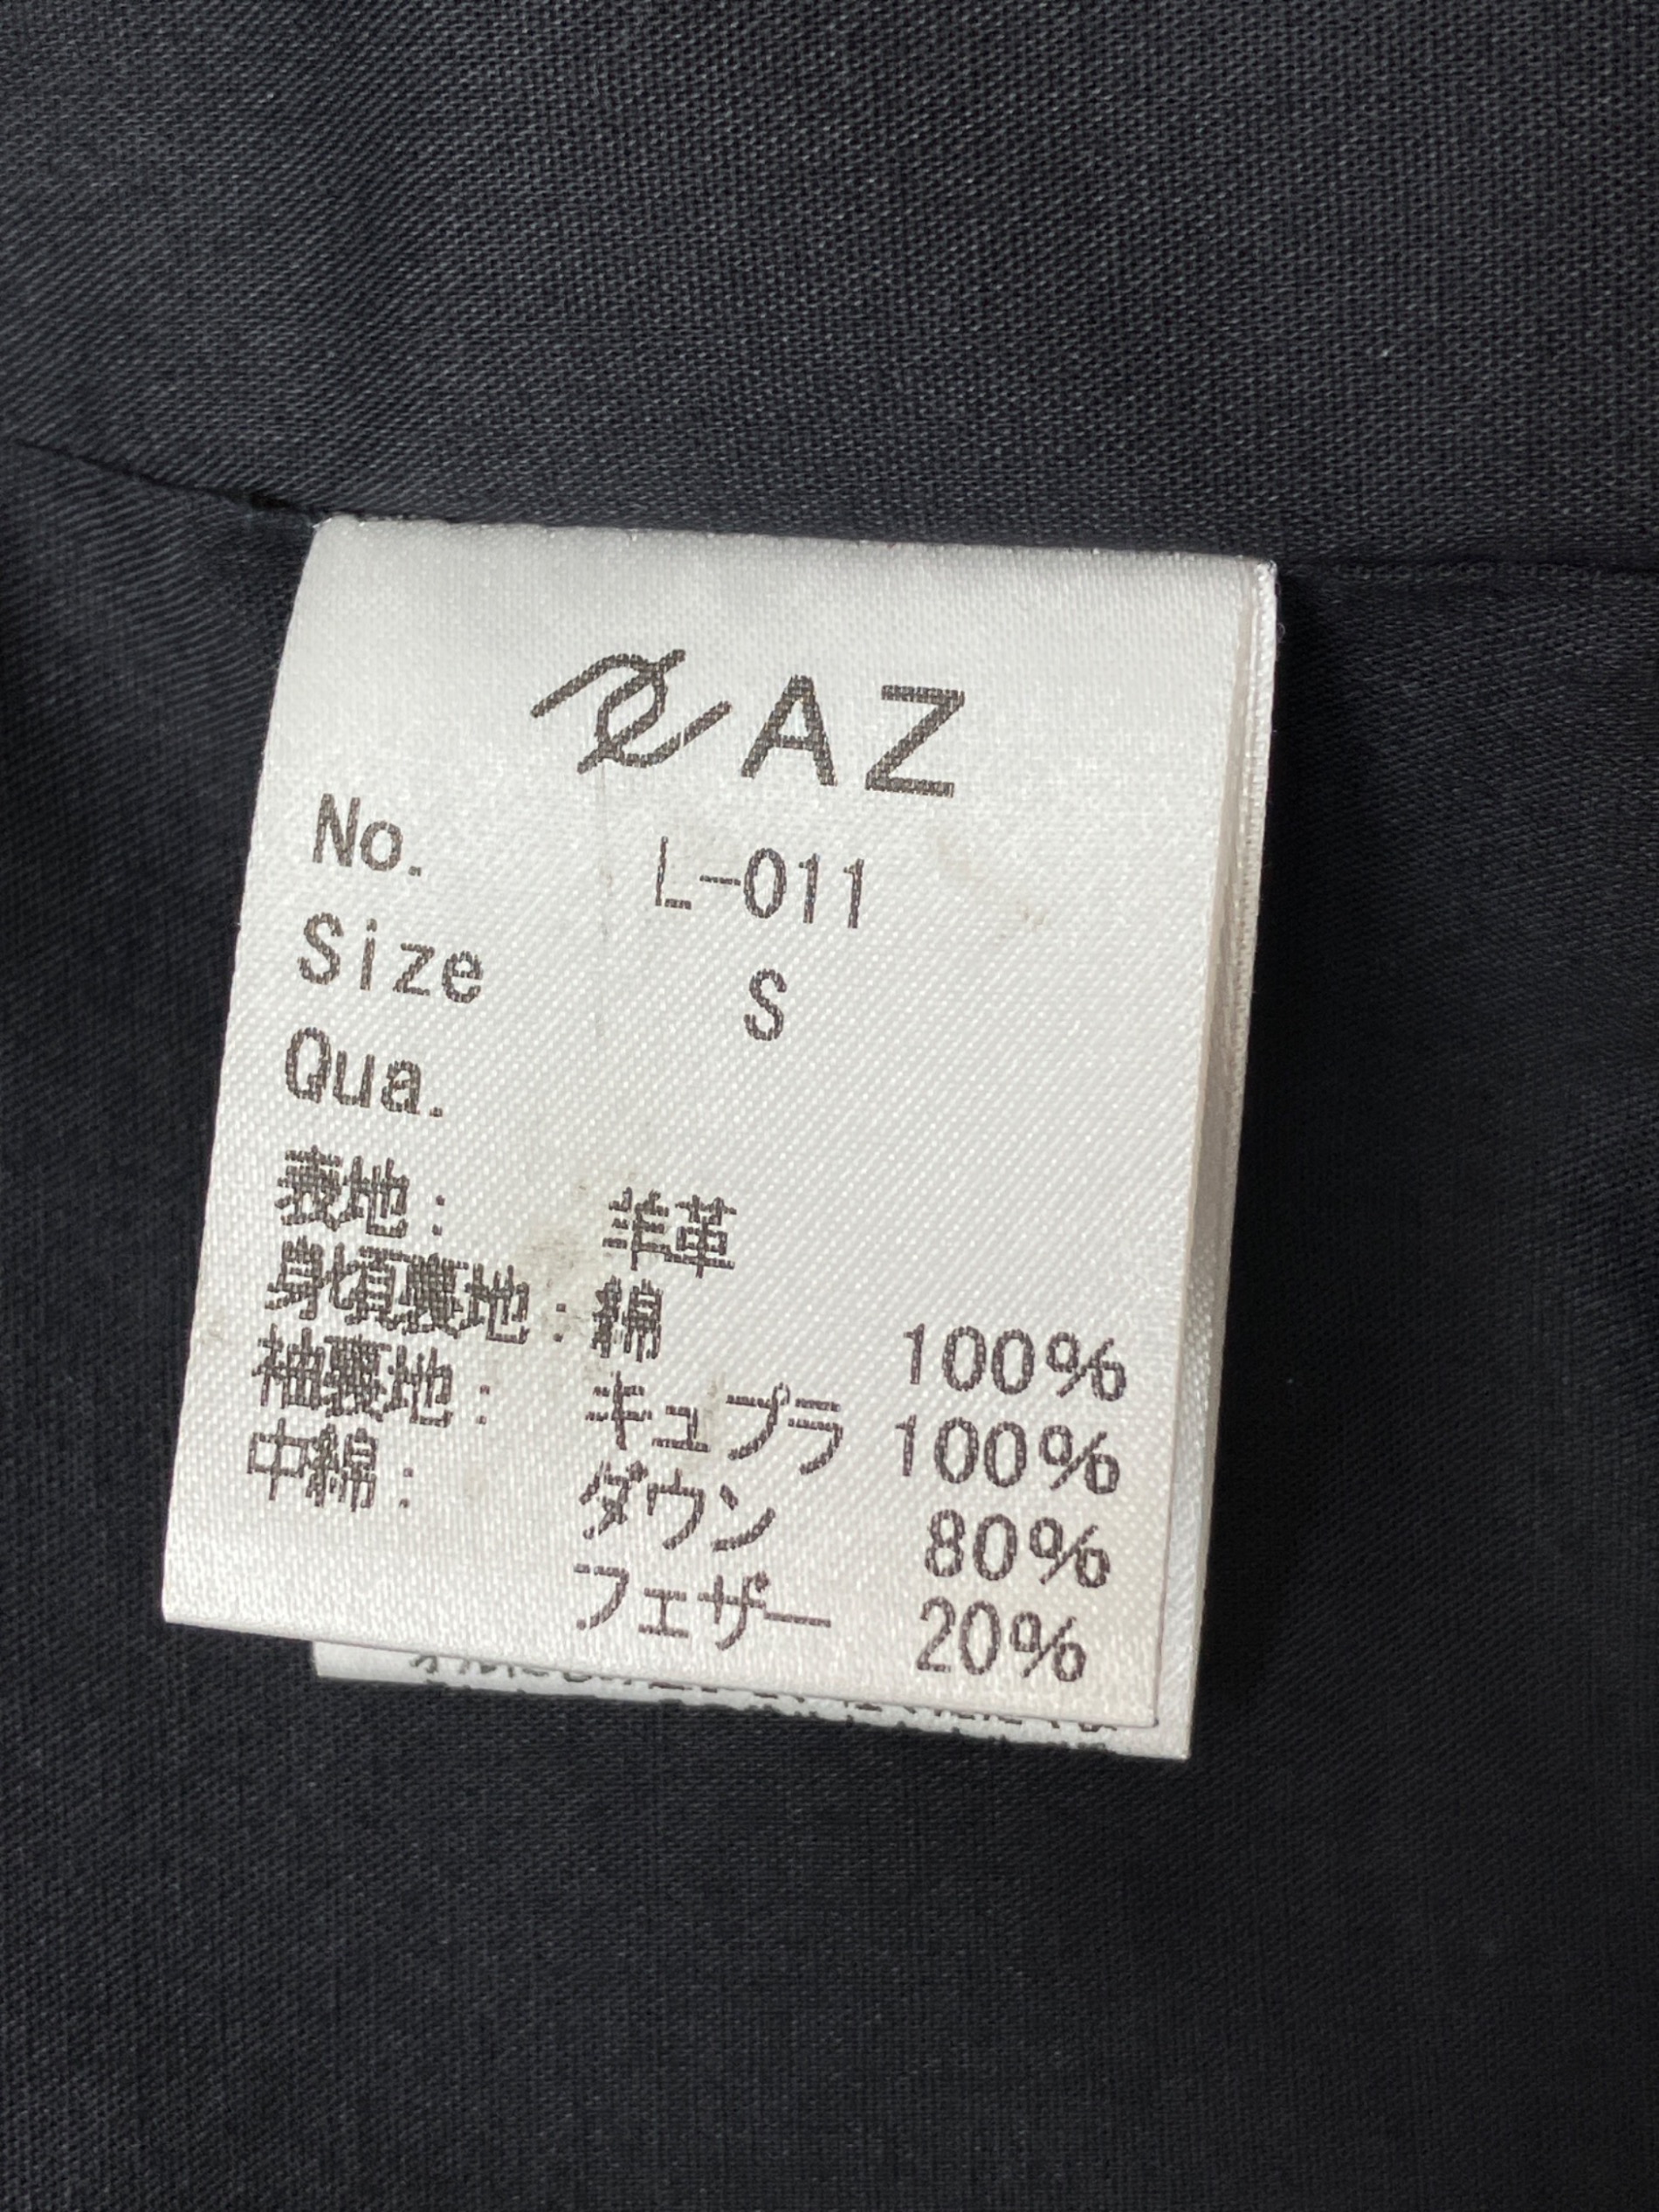 AZ
No. L-011
Size S
Qua.
表地: 羊革
身頃裏地:綿 100%
袖裏地: キュプラ 100%
中綿: ダウン 80%
フェザー 20%